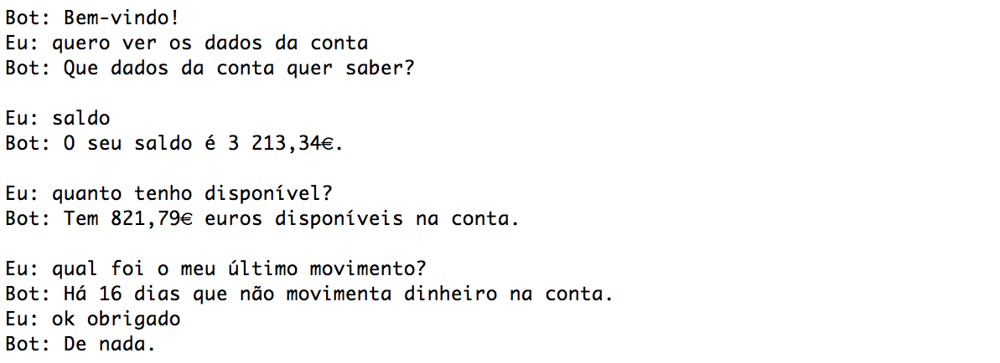 Bot: Bem-vindo!
Eu: quero ver os dados da conta
Bot: Que dados da conta quer saber?
Eu: saldo
Bot: O seu saldo é 3 213,34€.
Eu: quanto tenho disponível?
Bot: Tem 821,79€ euros disponíveis na conta.
Eu: qual foi o meu último movimento?
Bot: Há 16 dias que não movimenta dinheiro na conta.
Eu: ok obrigado
Bot: De nada.